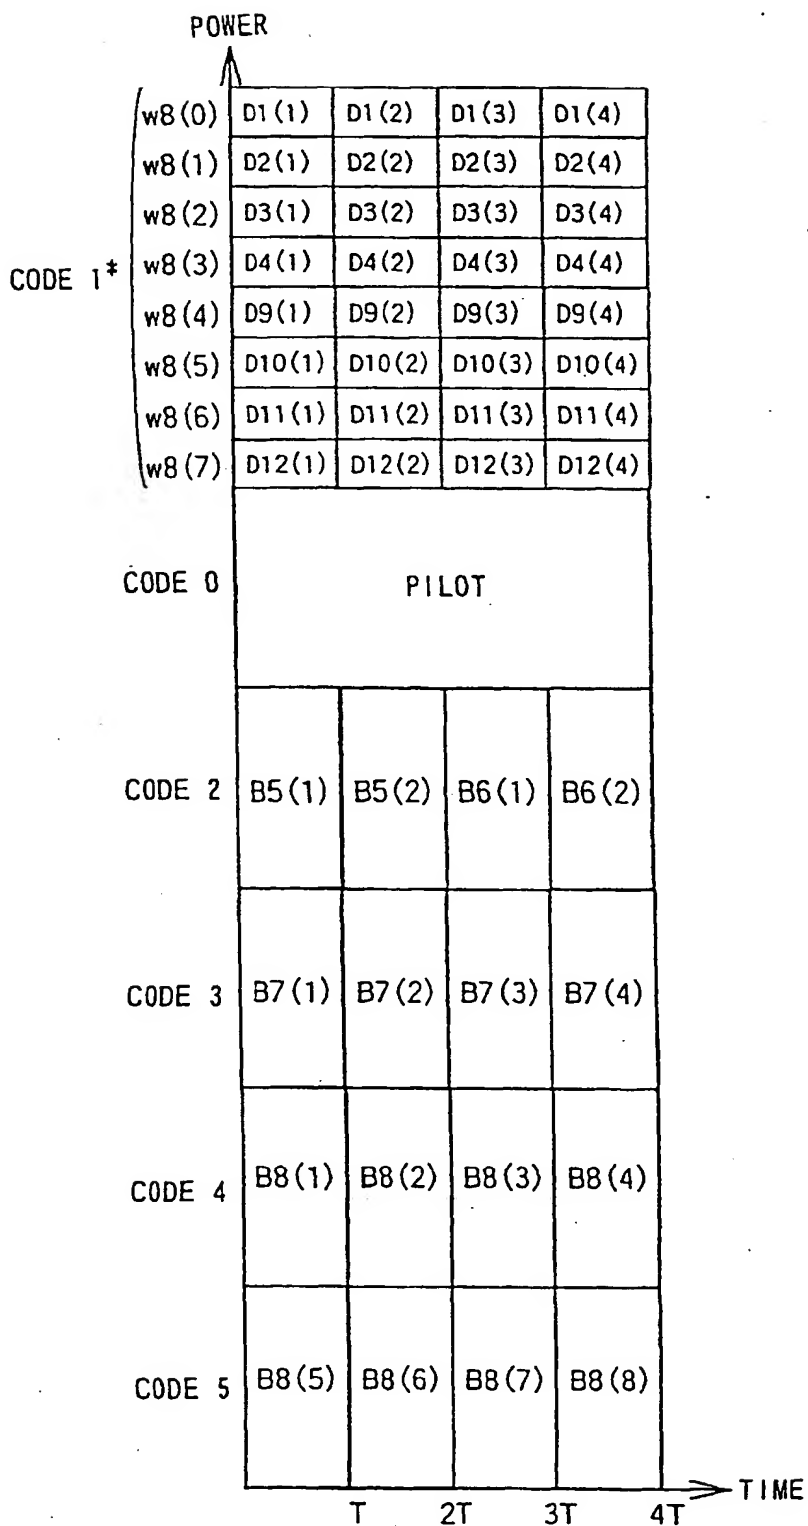 POWER
w8(0) D1(1) D1(2) D1(3) D1(4)
w8(1) D2(1) D2(2) D2(3) D2(4)
w8(2) D3(1) D3(2) D3(3) D3(4)
CODE 1‡ w8(3) D4(1) D4(2) D4(3) D4(4)
w8(4) D9(1) D9(2) D9(3) D9(4)
w8(5) D10(1) D10(2) D10(3) D10(4)
w8(6) D11(1) D11(2) D11(3) D11(4)
w8(7) D12(1) D12(2) D12(3) D12(4)
CODE 0 PILOT
CODE 2 B5(1) B5(2) B6(1) B6(2)
CODE 3 B7(1) B7(2) B7(3) B7(4)
CODE 4 B8(1) B8(2) B8(3) B8(4)
CODE 5 B8(5) B8(6) B8(7) B8(8)
TIME
T 2T 3T 4T